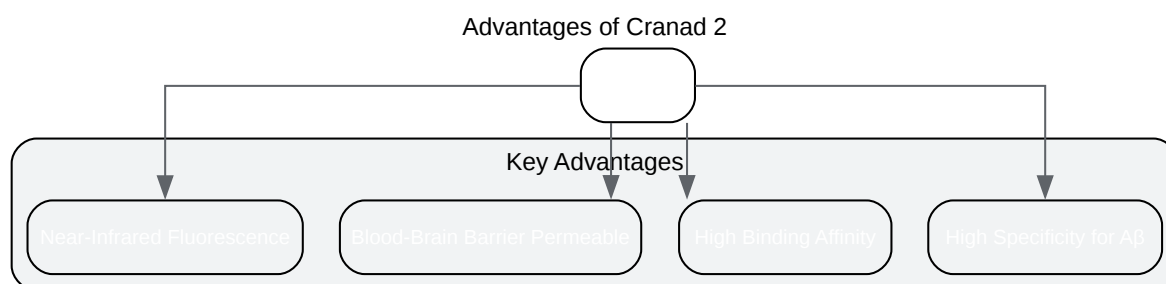 Advantages of Cranad 2
Key Advantages
Near-Infrared Fluorescence
Blood-Brain Barrier Permeable
High Binding Affinity
High Specificity for Aβ